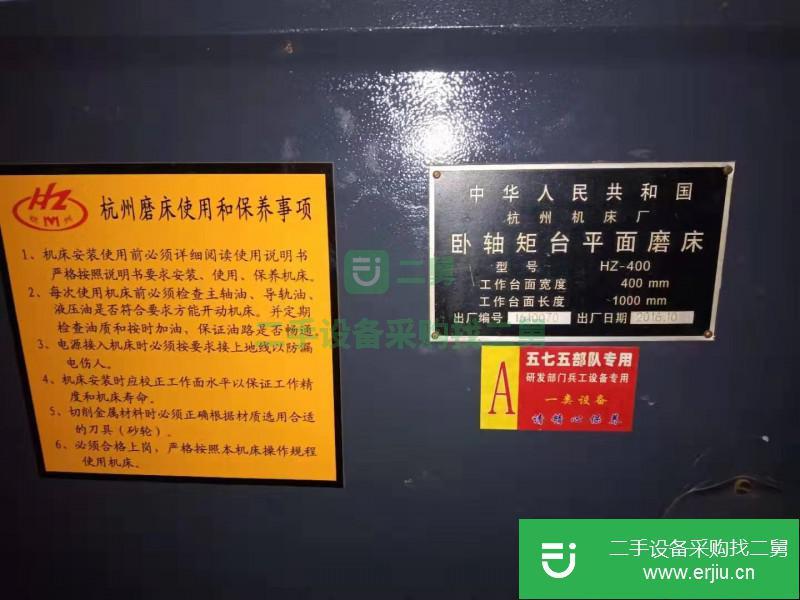 HZ
杭M州
杭州磨床使用和保养事项
1、机床安装使用前必须详细阅读使用说明书
严格按照说明书要求安装、使用、保养机床。
2、每次使用机床前必须检查主轴油、导轨油、
液压油是否符合要求方能开动机床。并定期
检查油质和按时加油，保证油路是否畅通。
3、电源接入机床时必须按要求接上地线以防漏
电伤人。
4、机床安装时应校正工作面水平以保证工作精
度和机床寿命。
5、切削金属材料时必须正确根据材质选用合适
的刀具（砂轮）。
6、必须合格上岗，严格按照本机床操作规程
使用机床。
中华人民共和国
杭州机床厂
卧轴矩台平面磨床
型号 HZ-400
工作台面宽度 400 mm
工作台面长度 1000 mm
出厂编号 1610070 出厂日期 2016.10
A
五七五部队专用
研发部门兵工设备专用
一类设备
请精心保养
二舅
二手设备采购找二舅
二手设备采购找二舅
www.erjiu.cn